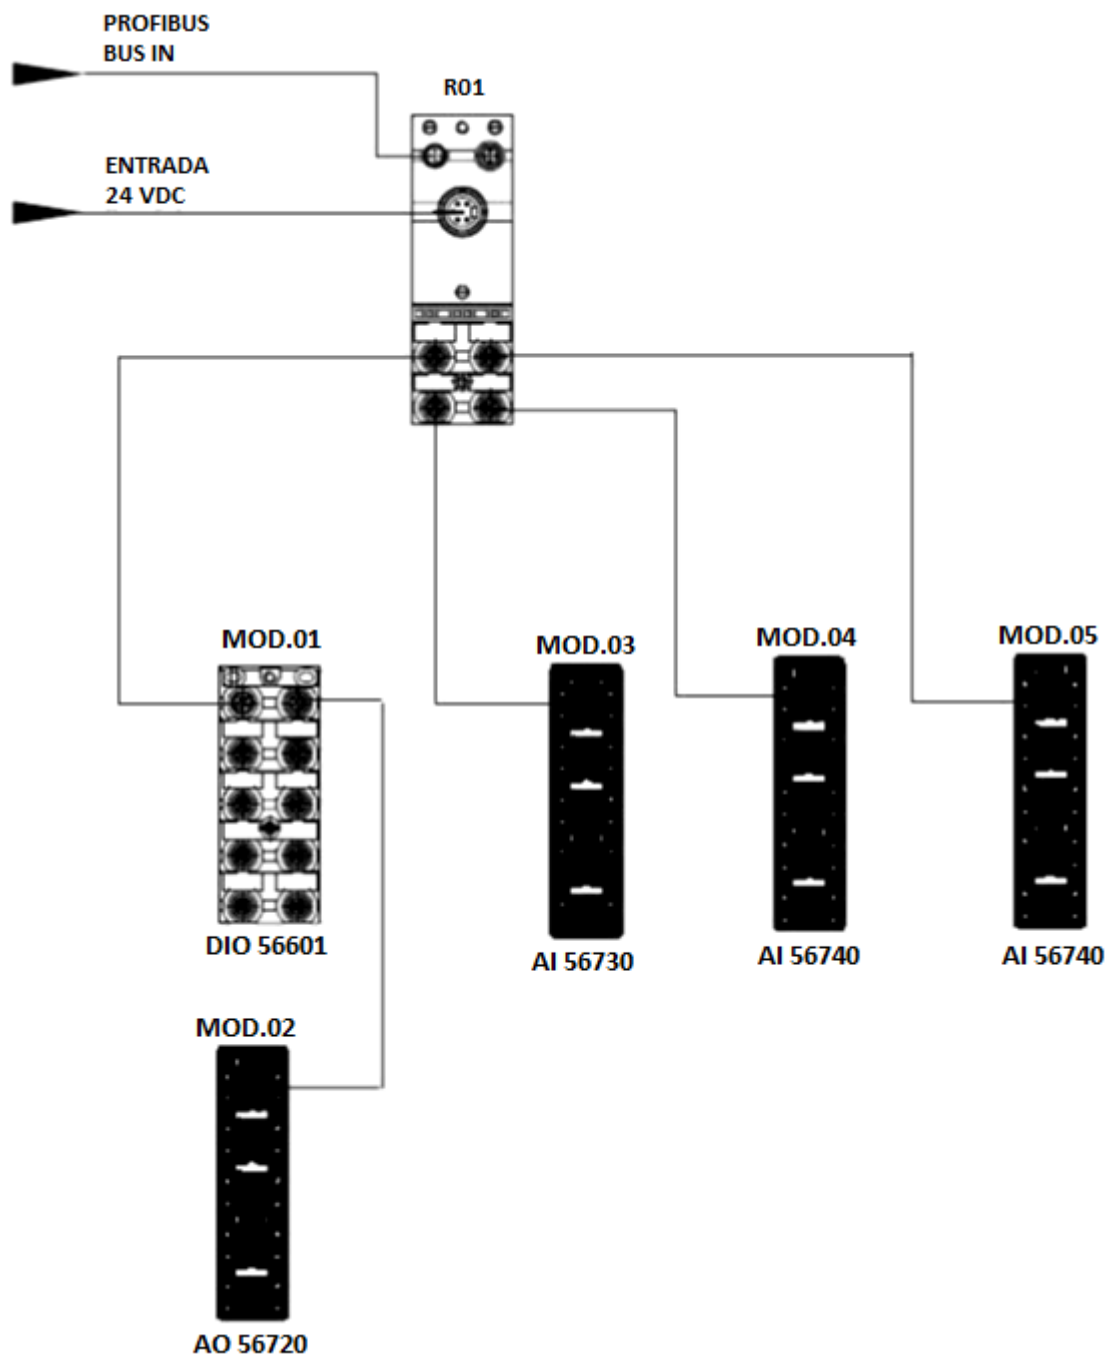 PROFIBUS
BUS IN
R01
ENTRADA
24 VDC
MOD.01
MOD.03
MOD.04
MOD.05
DIO 56601
AI 56730
AI 56740
AI 56740
MOD.02
AO 56720